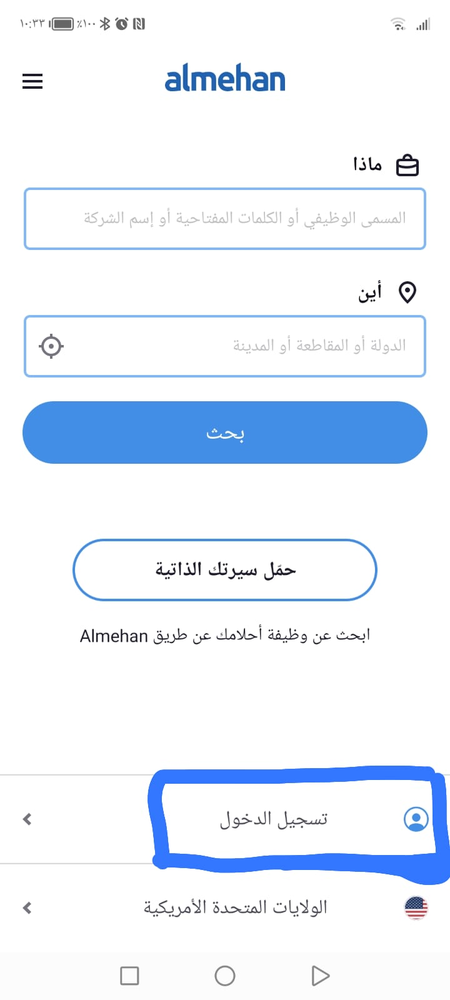 ١٠:٣٣ ٪١٠٠
almehan
ماذا
المسمى الوظيفي أو الكلمات المفتاحية أو إسم الشركة
أين
الدولة أو المقاطعة أو المدينة
بحث
حمّل سيرتك الذاتية
ابحث عن وظيفة أحلامك عن طريق Almehan
تسجيل الدخول
الولايات المتحدة الأمريكية